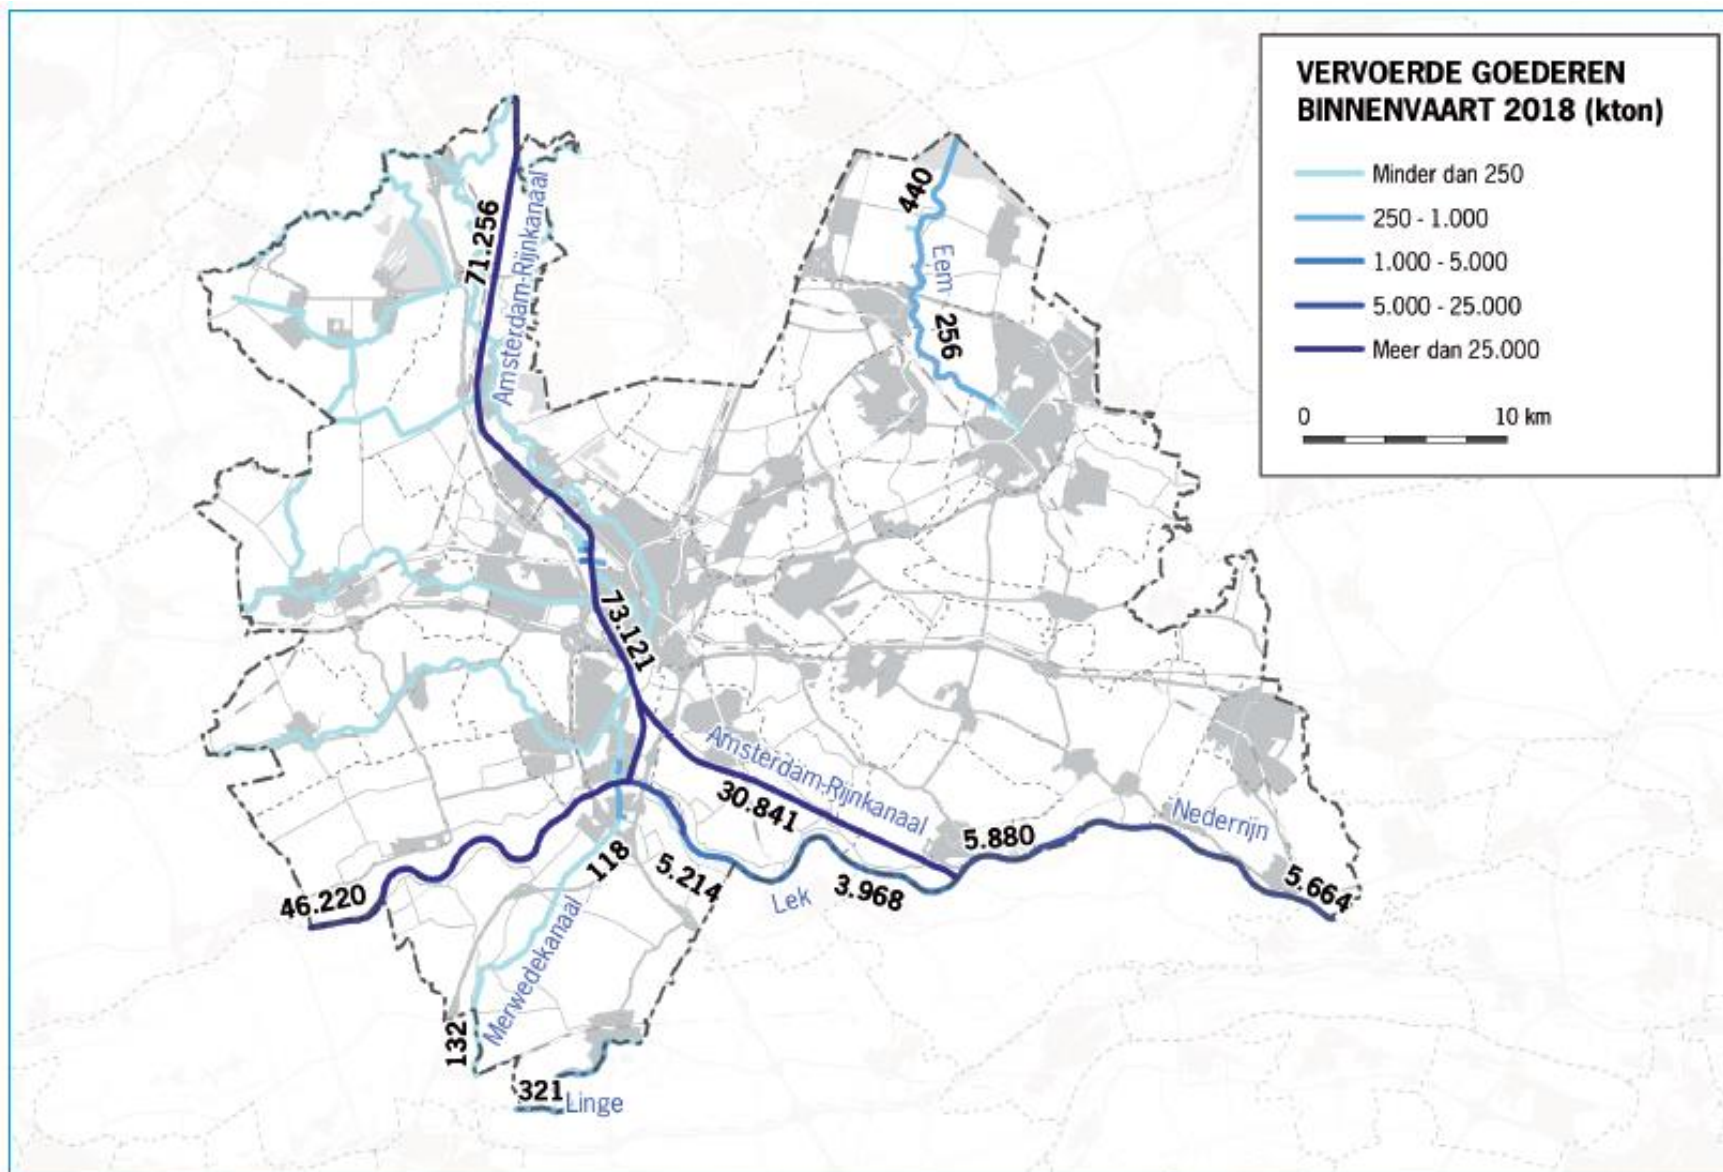 VERVOERDE GOEDEREN
BINNENVAART 2018 (kton)
Minder dan 250
250 - 1.000
1.000 - 5.000
5.000 - 25.000
Meer dan 25.000
0 10 km
440
71.256
Amsterdam-Rijnkanaal
Eem
256
73.121
Amsterdam-Rijnkanaal
30.841
Nederrijn
5.880
118
5.214
5.664
3.968
46.220
Lek
Merwedekanaal
132
321
Linge